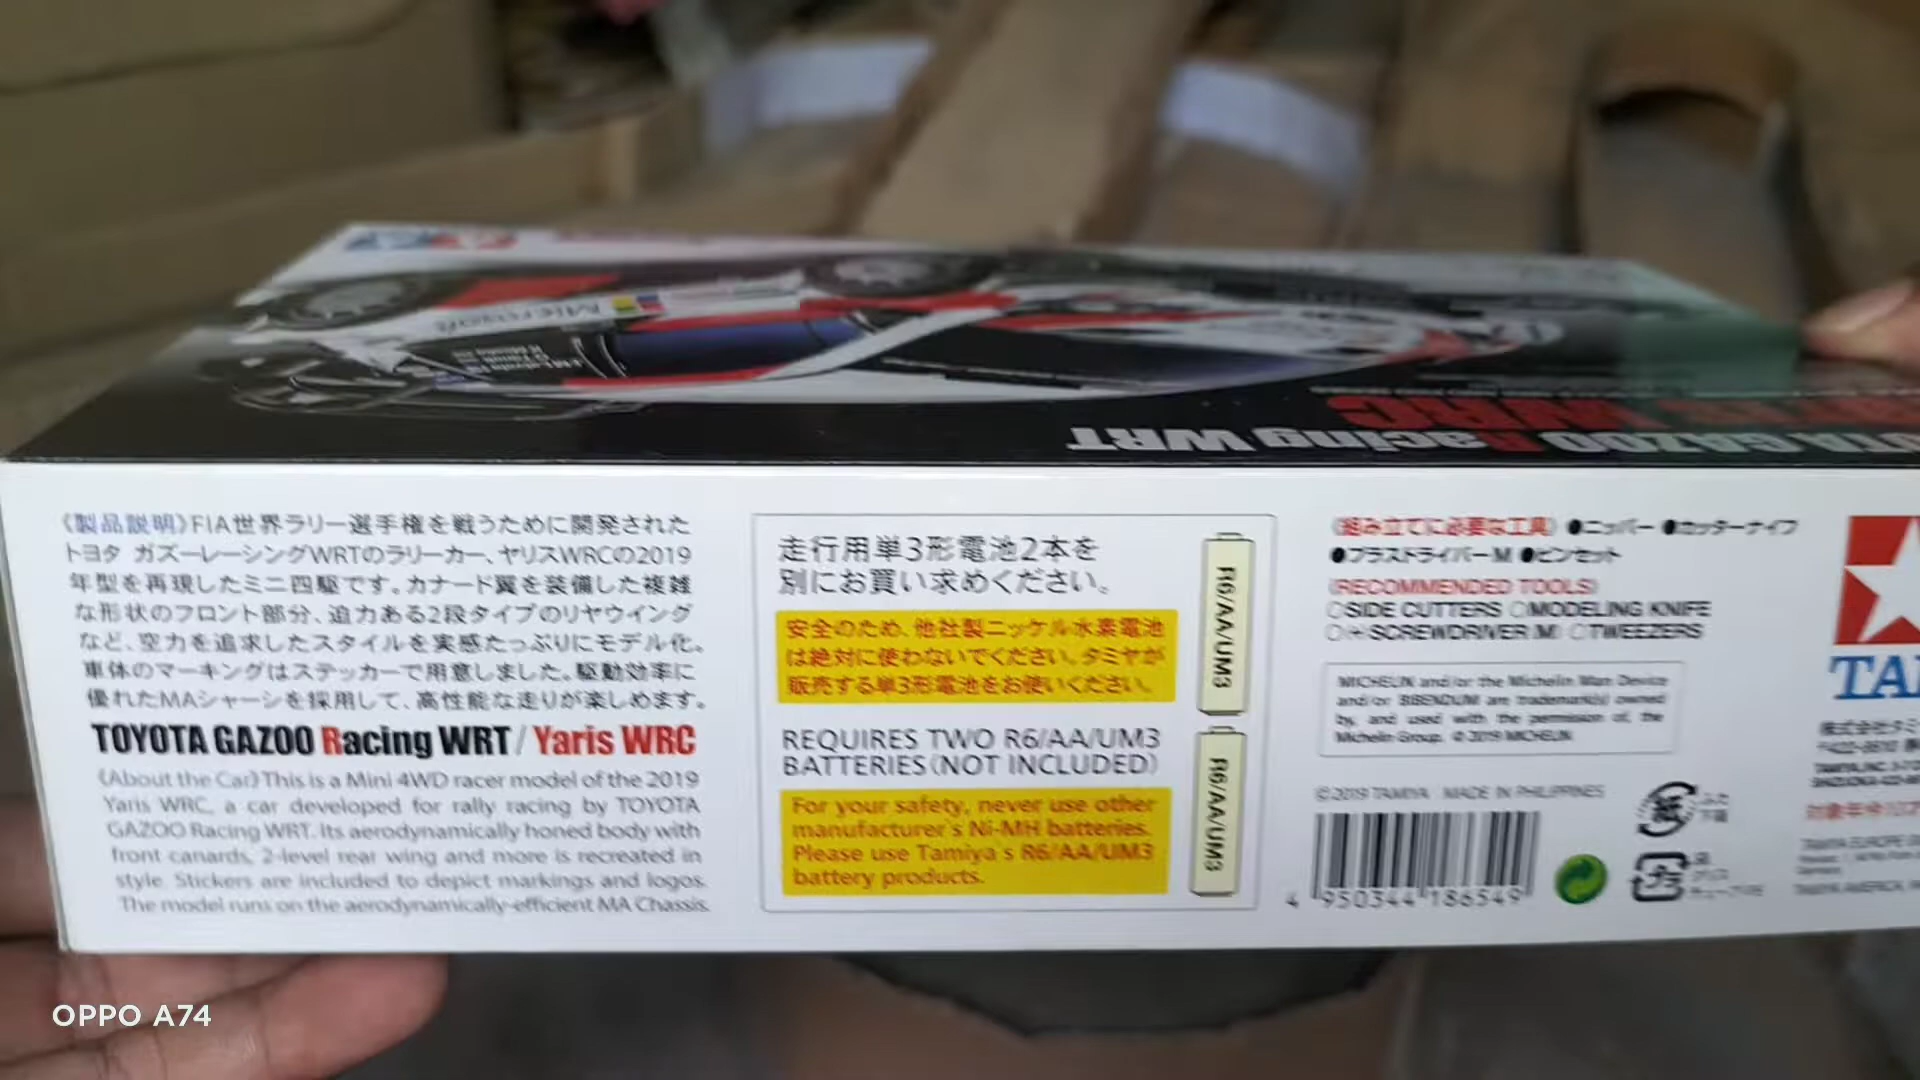 Microsoft
TOYOTA GAZOO Racing WRT
WRC
《製品説明》FIA世界ラリー選手権を戦うために開発された
トヨタ ガズーレーシングWRTのラリーカー、ヤリスWRCの2019
年型を再現したミニ四駆です。カナード翼を装備した複雑
な形状のフロント部分、迫力ある2段タイプのリヤウイング
など、空力を追求したスタイルを実感たっぷりにモデル化。
車体のマーキングはステッカーで用意しました。駆動効率に
優れたMAシャーシを採用して、高性能な走りが楽しめます。
TOYOTA GAZOO Racing WRT/Yaris WRC
《About the Car》This is a Mini 4WD racer model of the 2019
Yaris WRC, a car developed for rally racing by TOYOTA
GAZOO Racing WRT. Its aerodynamically honed body with
front canards, 2-level rear wing and more is recreated in
style. Stickers are included to depict markings and logos.
The model runs on the aerodynamically-efficient MA Chassis.
走行用単3形電池2本を
別にお買い求めください。
安全のため、他社製ニッケル水素電池
は絶対に使わないでください。タミヤが
販売する単3形電池をお使いください。
REQUIRES TWO R6/AA/UM3
BATTERIES (NOT INCLUDED)
For your safety, never use other
manufacturer's Ni-MH batteries.
Please use Tamiya's R6/AA/UM3
battery products.
R6/AA/UM3
R6/AA/UM3
《組み立てに必要な工具》●ニッパー ●カッターナイフ
●プラスドライバーM ●ピンセット
《RECOMMENDED TOOLS》
○SIDE CUTTERS ○MODELING KNIFE
○(+)SCREWDRIVER (M) ○TWEEZERS
MICHELIN and/or the Michelin Man Device
and/or BIBENDUM are trademark(s) owned
by, and used with the permission of, the
Michelin Group. © 2019 MICHELIN
©2019 TAMIYA MADE IN PHILIPPINES
4 950344 186549
紙
プラ
TA
株式会社タミ
TAMIYA, INC.
対象年令10才
TAMIYA EUROPE
TAMIYA AMERICA,
OPPO A74